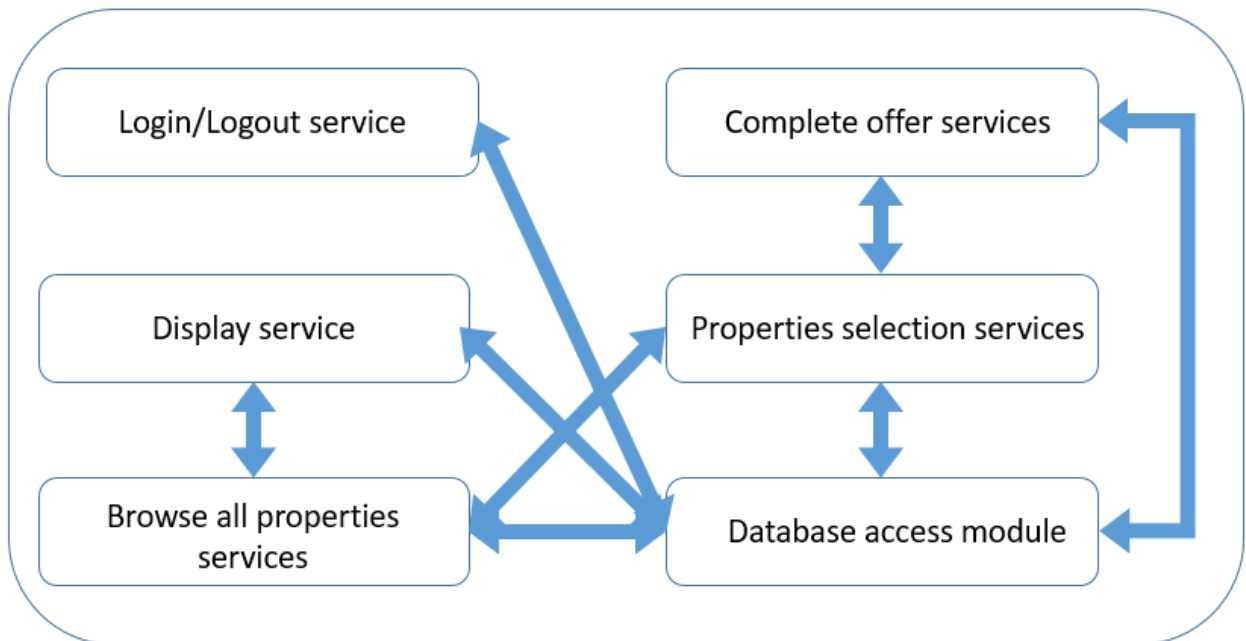 Login/Logout service
Complete offer services
Display service
Properties selection services
Browse all properties
services
Database access module